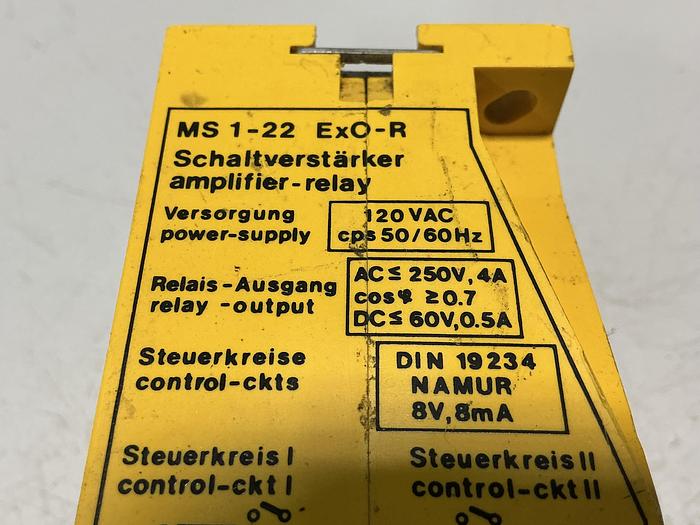 MS 1-22 ExO-R
Schaltverstärker
amplifier-relay
Versorgung
power-supply
120 VAC
cps 50/60Hz
Relais-Ausgang
relay -output
AC≤ 250V, 4A
cosφ ≥0.7
DC≤ 60V, 0.5A
Steuerkreise
control-ckts
DIN 19234
NAMUR
8V, 8mA
Steuerkreis I
control-ckt I
Steuerkreis II
control-ckt II